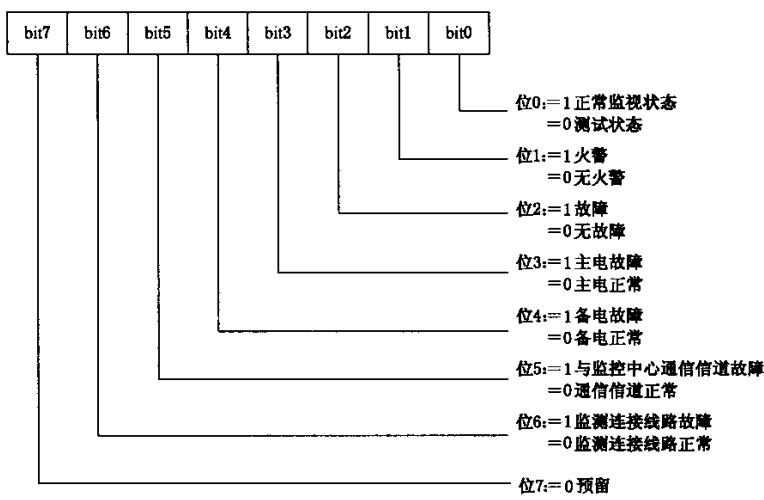 bit7 bit6 bit5 bit4 bit3 bit2 bit1 bit0
位0:=1正常监视状态
=0测试状态
位1:=1火警
=0无火警
位2:=1故障
=0无故障
位3:=1主电故障
=0主电正常
位4:=1备电故障
=0备电正常
位5:=1与监控中心通信信道故障
=0通信信道正常
位6:=1监测连接线路故障
=0监测连接线路正常
位7:=0预留